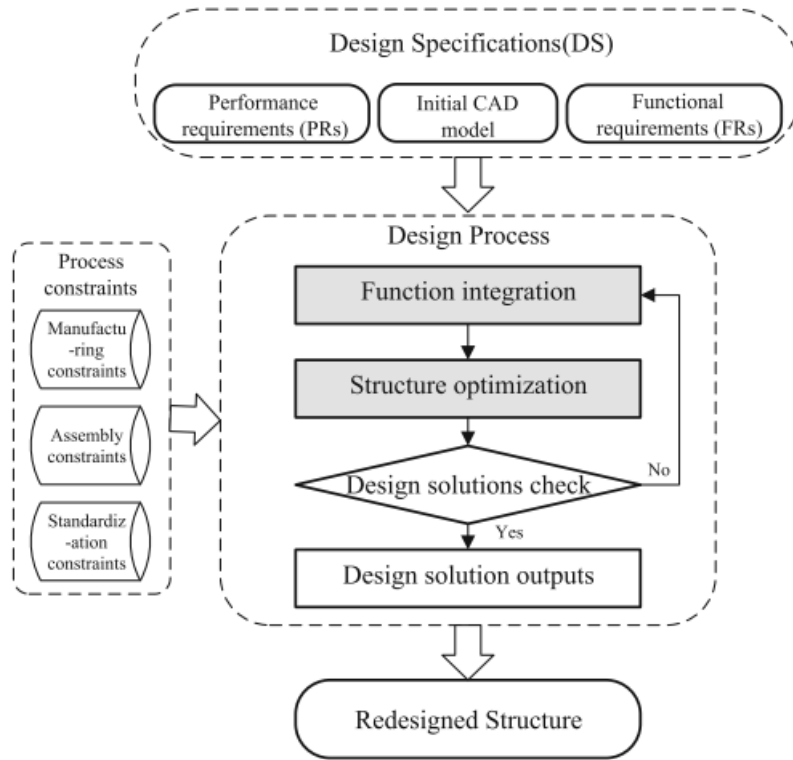 Design Specifications(DS)
Performance
requirements (PRs)
Initial CAD
model
Functional
requirements (FRs)
Design Process
Process
constraints
Manufactu
-ring
constraints
Assembly
constraints
Standardiz
-ation
constraints
Function integration
Structure optimization
Design solutions check
No
Yes
Design solution outputs
Redesigned Structure